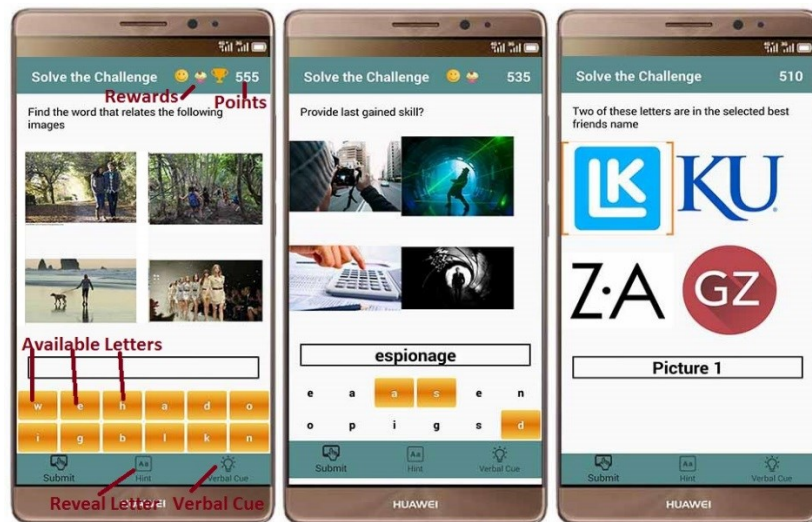 Solve the Challenge 555
Rewards Points
Find the word that relates the following
images
Available Letters
w e h a d o
i g b l k n
Submit Hint Verbal Cue
Reveal Letter Verbal Cue
HUAWEI
Solve the Challenge 535
Provide last gained skill?
espionage
e a a s e n
o p i g s d
Submit Hint Verbal Cue
HUAWEI
Solve the Challenge 510
Two of these letters are in the selected best
friends name
LK KU
Z·A GZ
Picture 1
Submit Hint Verbal Cue
HUAWEI